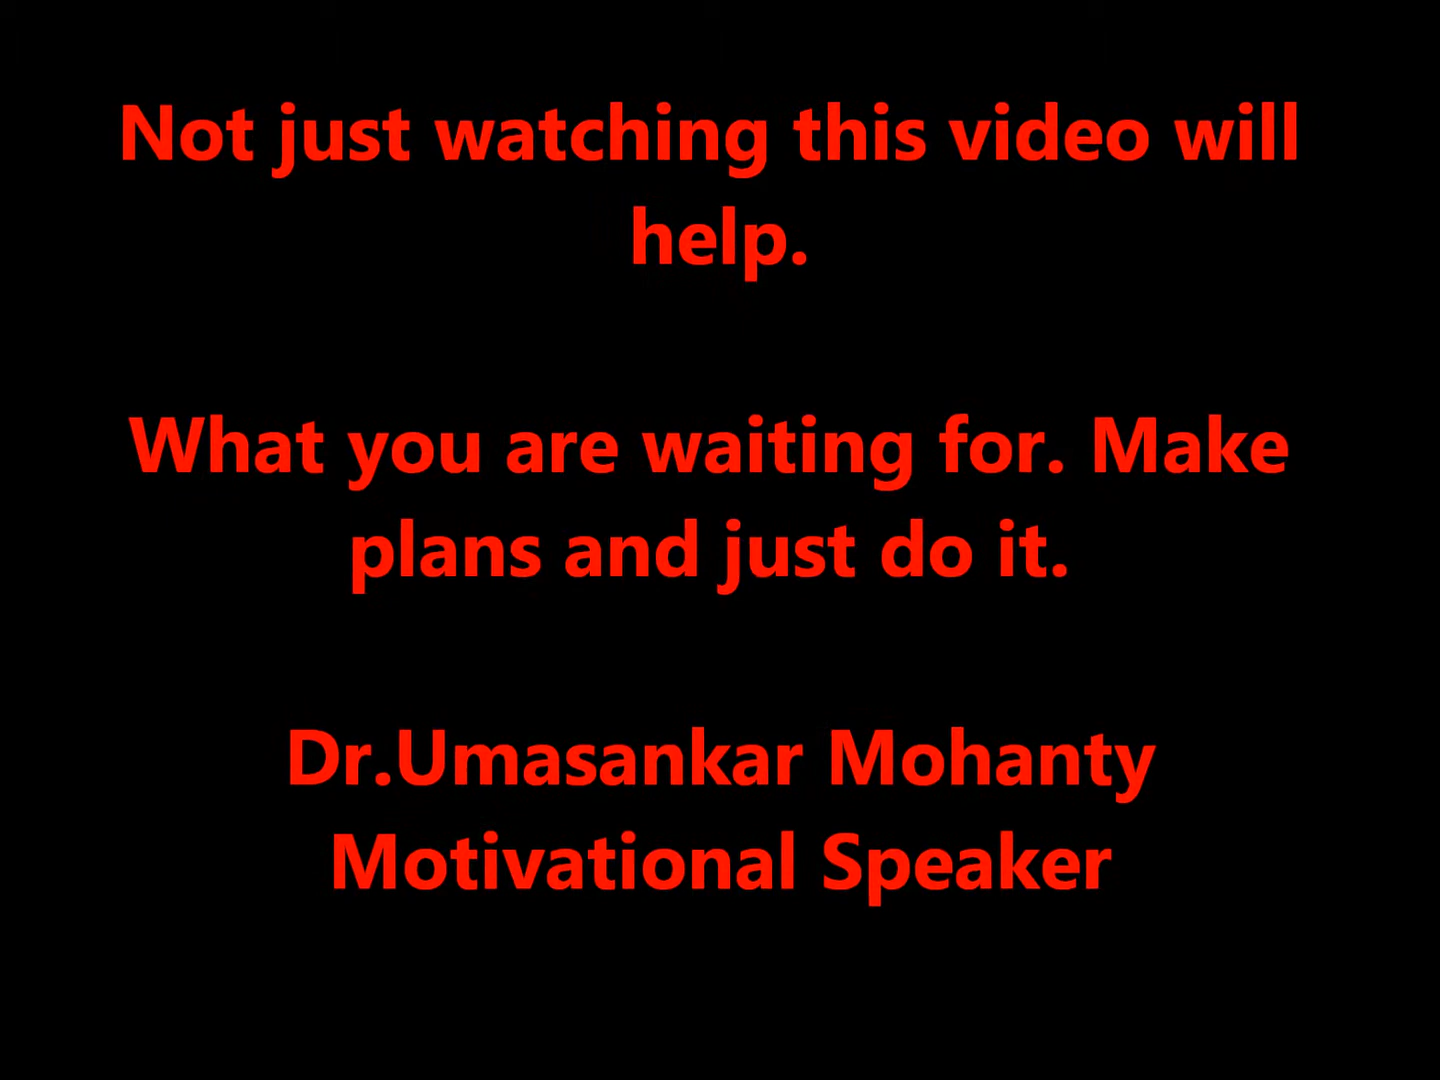 Not just watching this video will
help.
What you are waiting for. Make
plans and just do it.
Dr.Umasankar Mohanty
Motivational Speaker